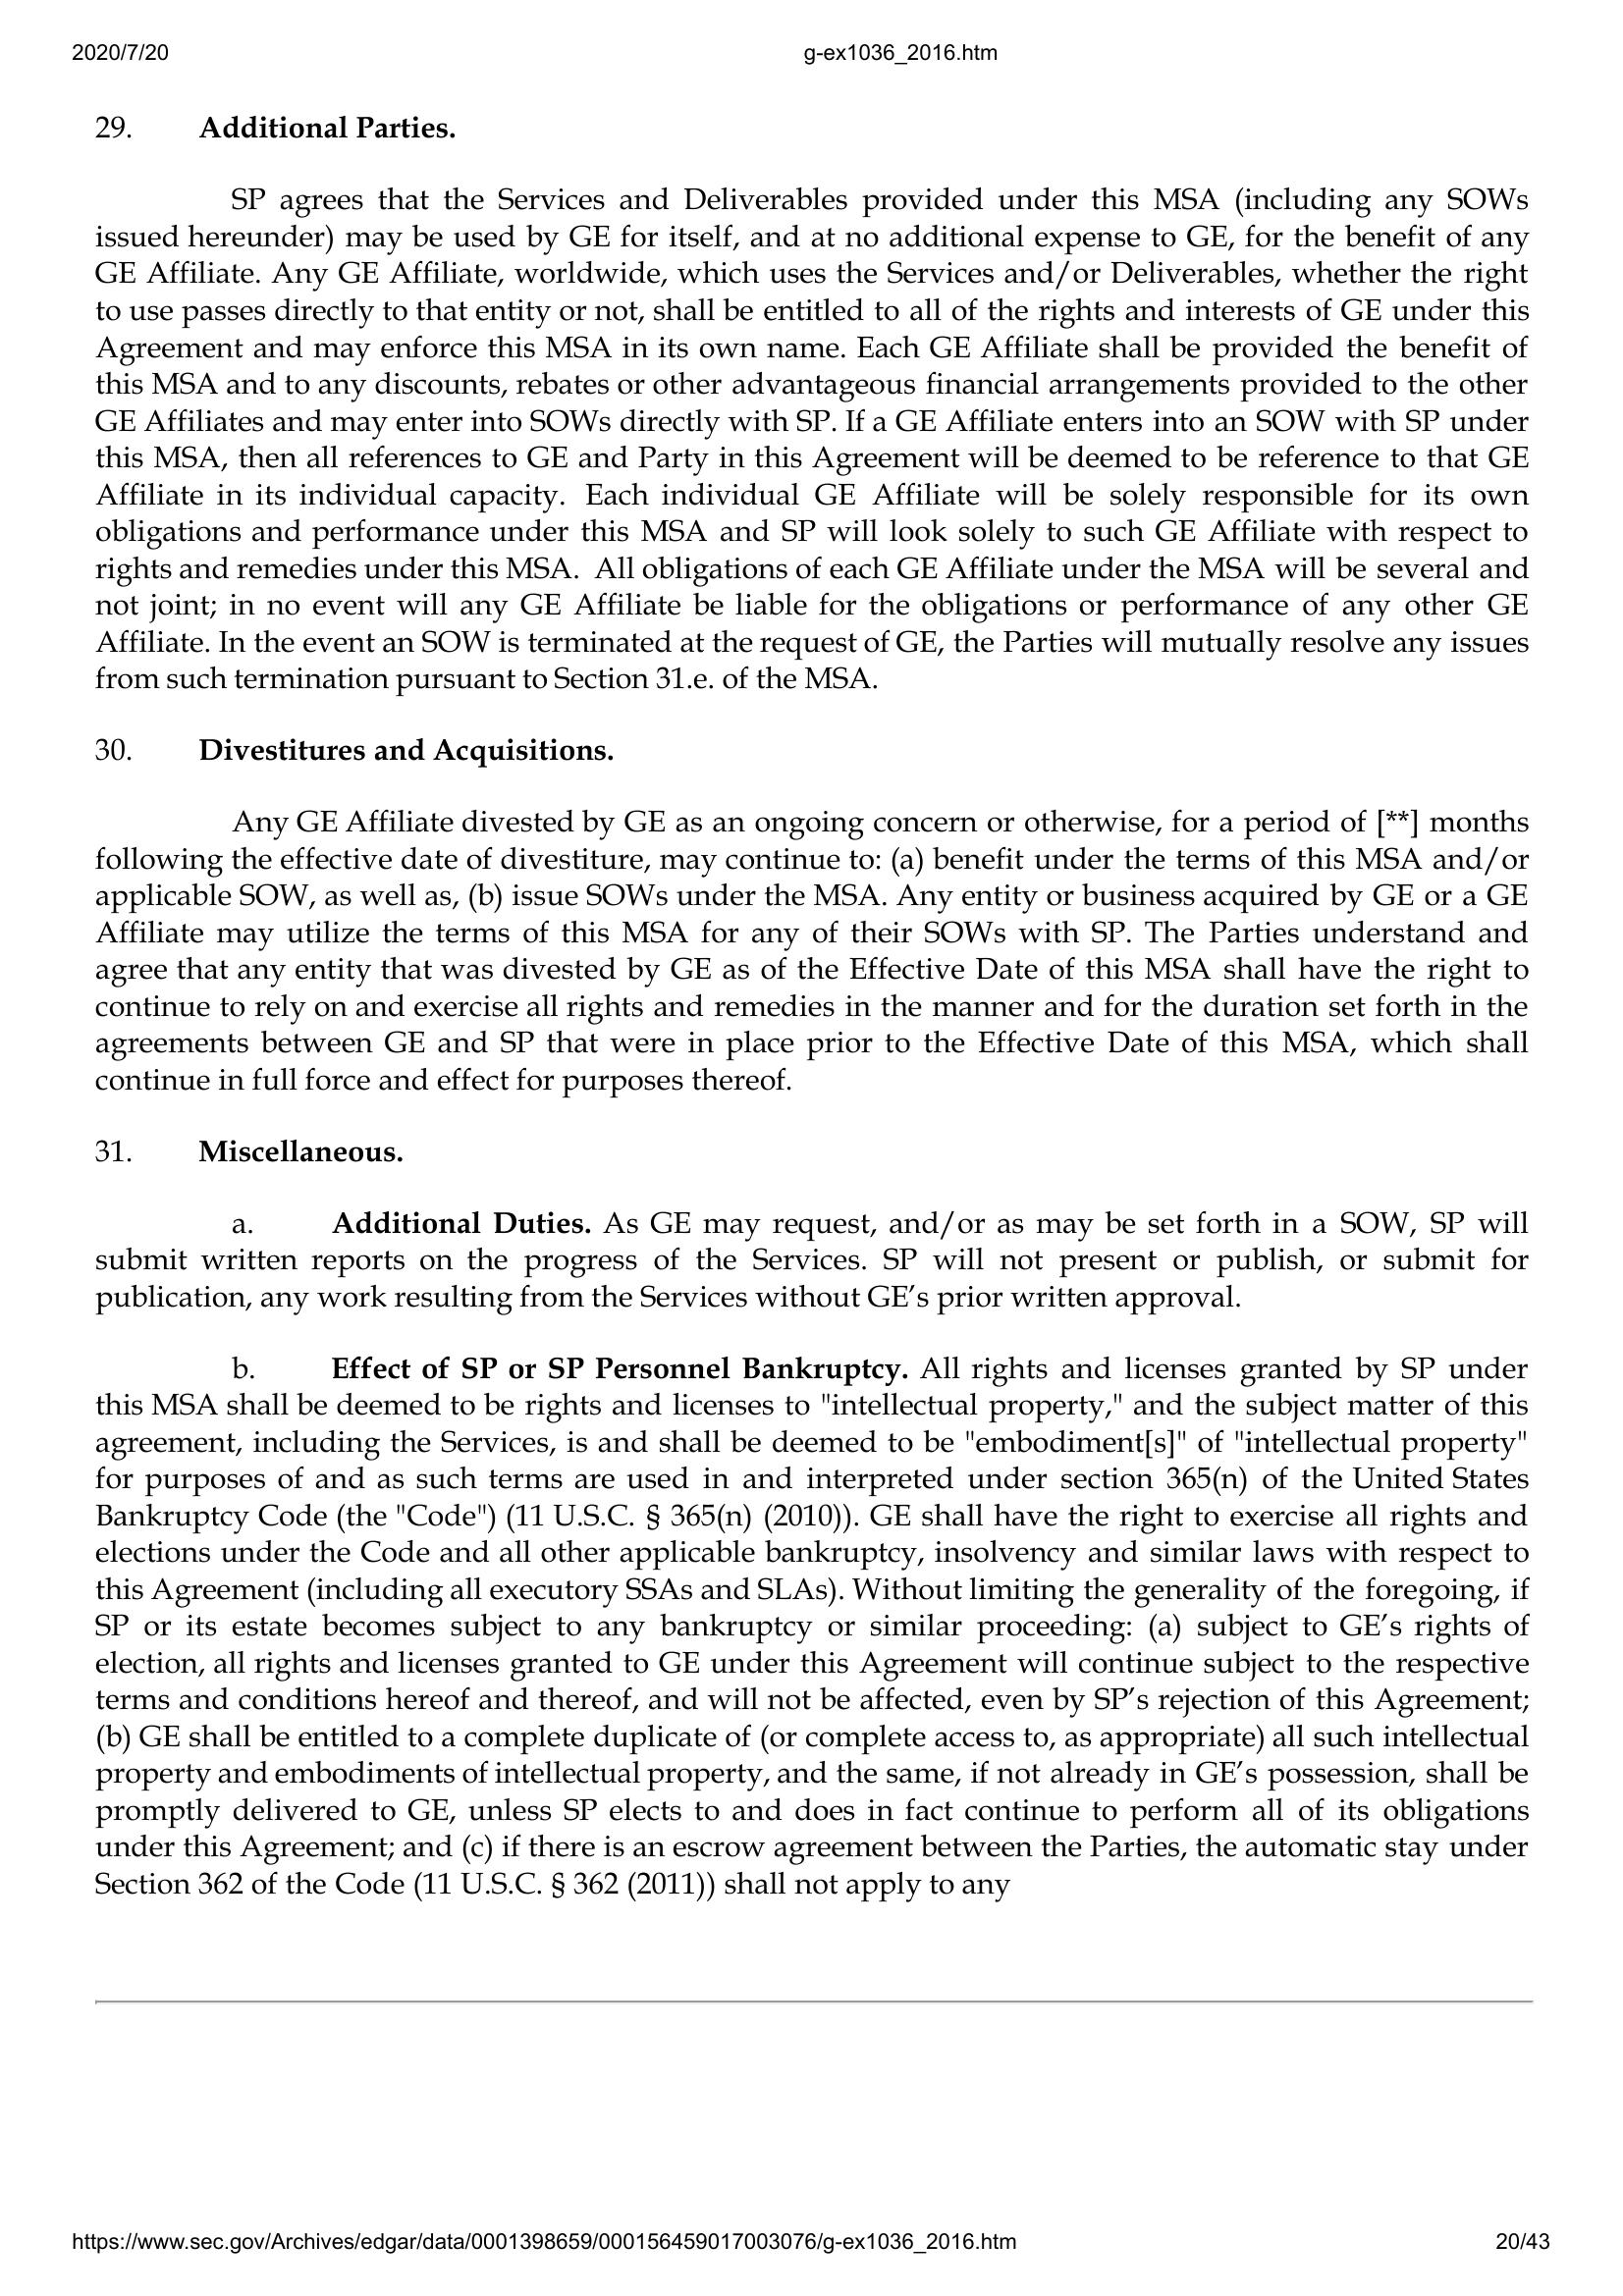 2020/7/20 g-ex1036_2016.htm
29. Additional Parties.
SP agrees that the Services and Deliverables provided under this MSA (including any SOWs
issued hereunder) may be used by GE for itself, and at no additional expense to GE, for the benefit of any
GE Affiliate. Any GE Affiliate, worldwide, which uses the Services and/or Deliverables, whether the right
to use passes directly to that entity or not, shall be entitled to all of the rights and interests of GE under this
Agreement and may enforce this MSA in its own name. Each GE Affiliate shall be provided the benefit of
this MSA and to any discounts, rebates or other advantageous financial arrangements provided to the other
GE Affiliates and may enter into SOWs directly with SP. If a GE Affiliate enters into an SOW with SP under
this MSA, then all references to GE and Party in this Agreement will be deemed to be reference to that GE
Affiliate in its individual capacity. Each individual GE Affiliate will be solely responsible for its own
obligations and performance under this MSA and SP will look solely to such GE Affiliate with respect to
rights and remedies under this MSA. All obligations of each GE Affiliate under the MSA will be several and
not joint; in no event will any GE Affiliate be liable for the obligations or performance of any other GE
Affiliate. In the event an SOW is terminated at the request of GE, the Parties will mutually resolve any issues
from such termination pursuant to Section 31.e. of the MSA.
30. Divestitures and Acquisitions.
Any GE Affiliate divested by GE as an ongoing concern or otherwise, for a period of [**] months
following the effective date of divestiture, may continue to: (a) benefit under the terms of this MSA and/or
applicable SOW, as well as, (b) issue SOWs under the MSA. Any entity or business acquired by GE or a GE
Affiliate may utilize the terms of this MSA for any of their SOWs with SP. The Parties understand and
agree that any entity that was divested by GE as of the Effective Date of this MSA shall have the right to
continue to rely on and exercise all rights and remedies in the manner and for the duration set forth in the
agreements between GE and SP that were in place prior to the Effective Date of this MSA, which shall
continue in full force and effect for purposes thereof.
31. Miscellaneous.
a. Additional Duties. As GE may request, and/or as may be set forth in a SOW, SP will
submit written reports on the progress of the Services. SP will not present or publish, or submit for
publication, any work resulting from the Services without GE’s prior written approval.
b. Effect of SP or SP Personnel Bankruptcy. All rights and licenses granted by SP under
this MSA shall be deemed to be rights and licenses to "intellectual property," and the subject matter of this
agreement, including the Services, is and shall be deemed to be "embodiment[s]" of "intellectual property"
for purposes of and as such terms are used in and interpreted under section 365(n) of the United States
Bankruptcy Code (the "Code") (11 U.S.C. § 365(n) (2010)). GE shall have the right to exercise all rights and
elections under the Code and all other applicable bankruptcy, insolvency and similar laws with respect to
this Agreement (including all executory SSAs and SLAs). Without limiting the generality of the foregoing, if
SP or its estate becomes subject to any bankruptcy or similar proceeding: (a) subject to GE’s rights of
election, all rights and licenses granted to GE under this Agreement will continue subject to the respective
terms and conditions hereof and thereof, and will not be affected, even by SP’s rejection of this Agreement;
(b) GE shall be entitled to a complete duplicate of (or complete access to, as appropriate) all such intellectual
property and embodiments of intellectual property, and the same, if not already in GE’s possession, shall be
promptly delivered to GE, unless SP elects to and does in fact continue to perform all of its obligations
under this Agreement; and (c) if there is an escrow agreement between the Parties, the automatic stay under
Section 362 of the Code (11 U.S.C. § 362 (2011)) shall not apply to any
https://www.sec.gov/Archives/edgar/data/0001398659/000156459017003076/g-ex1036_2016.htm 20/43